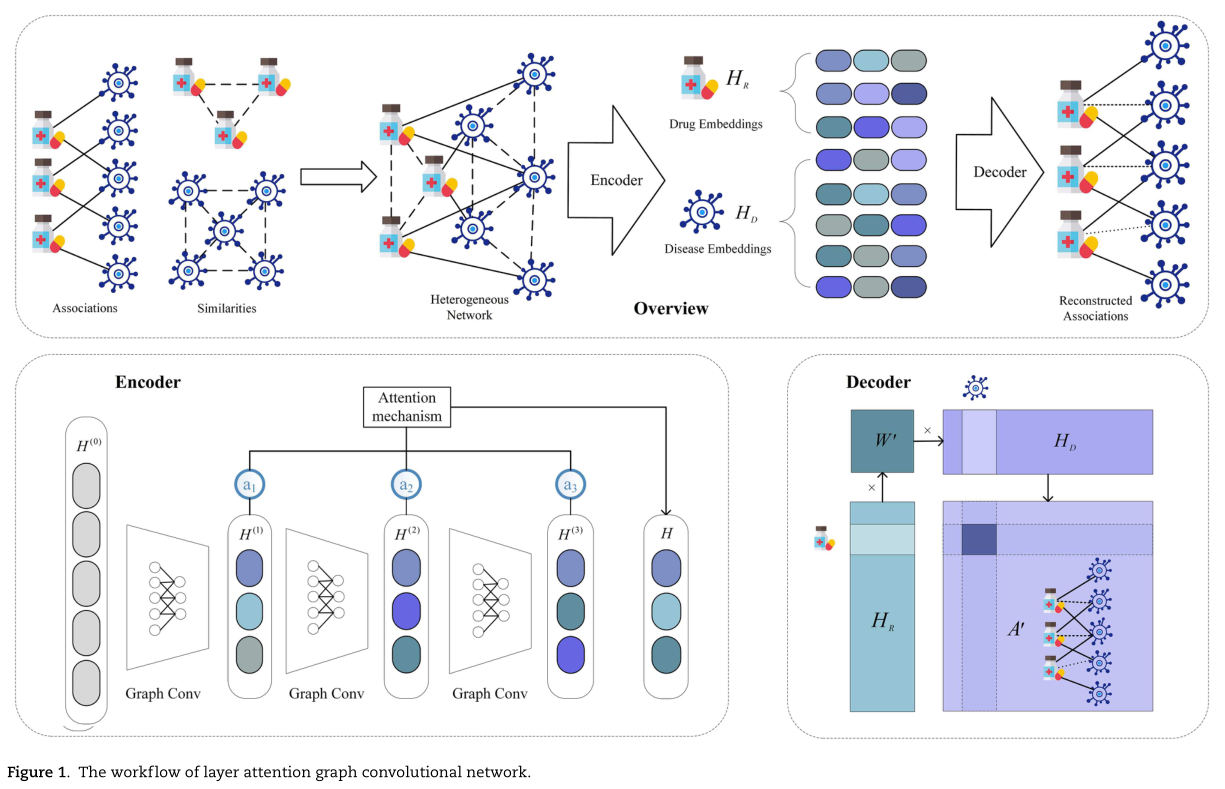 H_R
Drug Embeddings
Encoder
H_D
Disease Embeddings
Decoder
Associations
Similarities
Heterogeneous
Network
Overview
Reconstructed
Associations
Encoder
Attention
mechanism
H^(0)
a_1
a_2
a_3
H^(1)
H^(2)
H^(3)
H
Graph Conv
Graph Conv
Graph Conv
Decoder
W'
×
H_D
×
H_R
A'
Figure 1. The workflow of layer attention graph convolutional network.